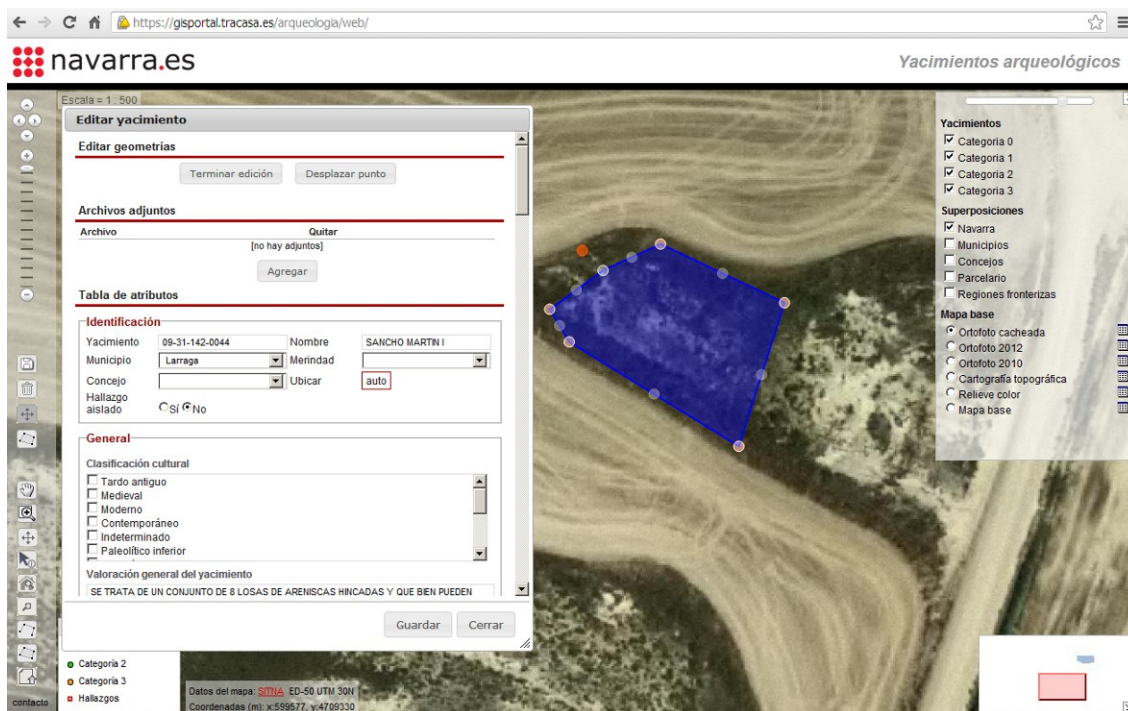 https://gisportal.tracasa.es/arqueologia/web/
navarra.es
Yacimientos arqueológicos
Escala = 1 : 500
Editar yacimiento
Editar geometrías
Terminar edición Desplazar punto
Archivos adjuntos
Archivo Quitar
[no hay adjuntos]
Agregar
Tabla de atributos
Identificación
Yacimiento 09-31-142-0044 Nombre SANCHO MARTIN I
Municipio Larraga Merindad
Concejo Ubicar auto
Hallazgo
aislado Sí No
General
Clasificación cultural
Tardo antiguo
Medieval
Moderno
Contemporáneo
Indeterminado
Paleolítico inferior
Valoración general del yacimiento
SE TRATA DE UN CONJUNTO DE 8 LOSAS DE ARENISCAS HINCADAS Y QUE BIEN PUEDEN
Guardar Cerrar
Yacimientos
Categoria 0
Categoria 1
Categoria 2
Categoria 3
Superposiciones
Navarra
Municipios
Concejos
Parcelario
Regiones fronterizas
Mapa base
Ortofoto cacheada
Ortofoto 2012
Ortofoto 2010
Cartografía topográfica
Relieve color
Mapa base
Categoría 2
Categoría 3
Hallazgos
contacto
Datos del mapa: SITNA ED-50 UTM 30N
Coordenadas (m): x:599577, y:4709330